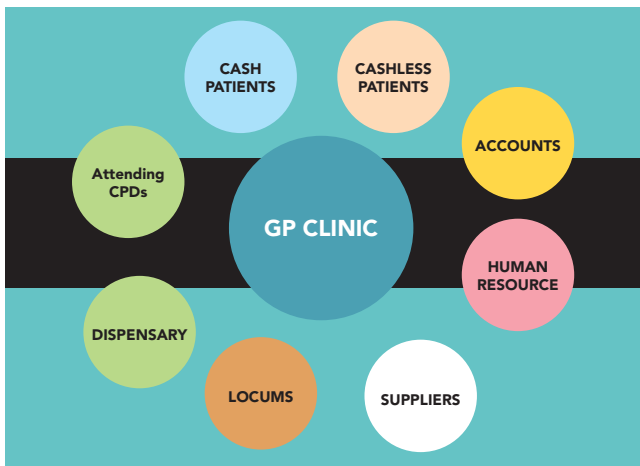 CASH
PATIENTS
CASHLESS
PATIENTS
ACCOUNTS
Attending
CPDs
GP CLINIC
HUMAN
RESOURCE
DISPENSARY
LOCUMS
SUPPLIERS